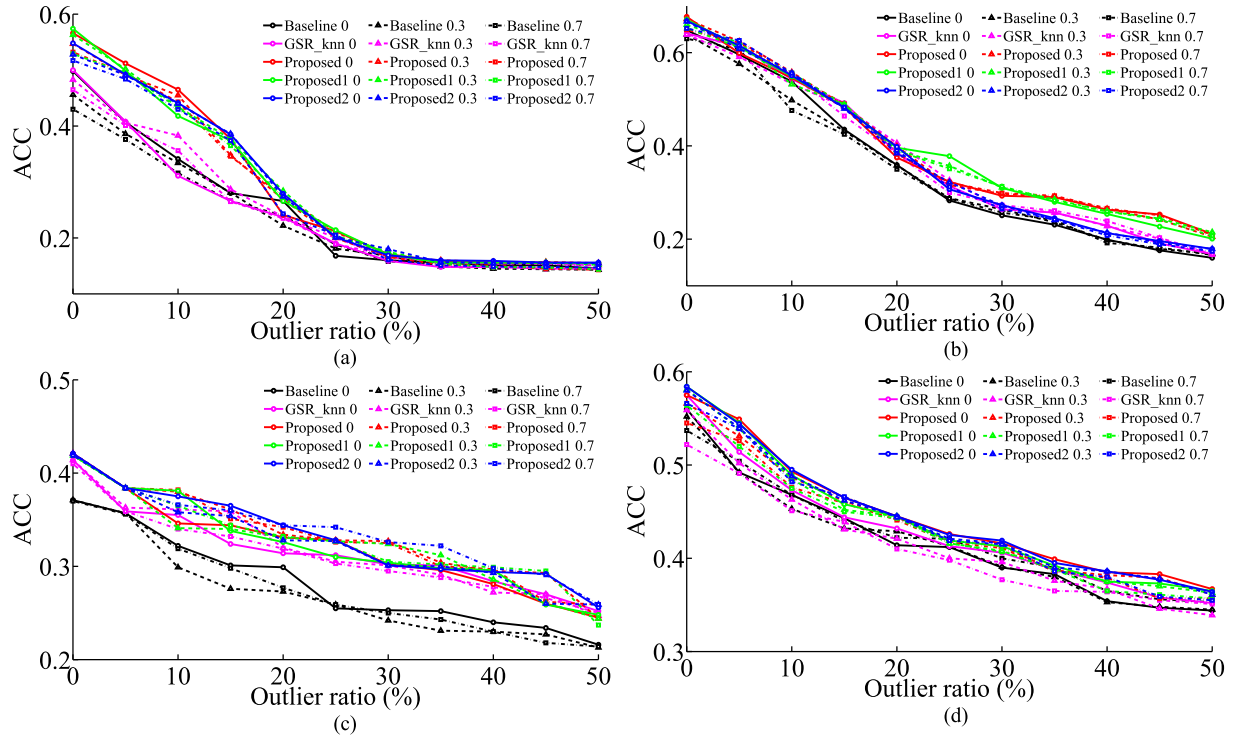 0.6
0.4
0.2
ACC
Baseline 0 Baseline 0.3 Baseline 0.7
GSR_knn 0 GSR_knn 0.3 GSR_knn 0.7
Proposed 0 Proposed 0.3 Proposed 0.7
Proposed1 0 Proposed1 0.3 Proposed1 0.7
Proposed2 0 Proposed2 0.3 Proposed2 0.7
0 10 20 30 40 50
Outlier ratio (%)
(a)
0.6
0.4
0.2
ACC
Baseline 0 Baseline 0.3 Baseline 0.7
GSR_knn 0 GSR_knn 0.3 GSR_knn 0.7
Proposed 0 Proposed 0.3 Proposed 0.7
Proposed1 0 Proposed1 0.3 Proposed1 0.7
Proposed2 0 Proposed2 0.3 Proposed2 0.7
0 10 20 30 40 50
Outlier ratio (%)
(b)
0.5
0.4
0.3
0.2
ACC
Baseline 0 Baseline 0.3 Baseline 0.7
GSR_knn 0 GSR_knn 0.3 GSR_knn 0.7
Proposed 0 Proposed 0.3 Proposed 0.7
Proposed1 0 Proposed1 0.3 Proposed1 0.7
Proposed2 0 Proposed2 0.3 Proposed2 0.7
0 10 20 30 40 50
Outlier ratio (%)
(c)
0.6
0.5
0.4
0.3
ACC
Baseline 0 Baseline 0.3 Baseline 0.7
GSR_knn 0 GSR_knn 0.3 GSR_knn 0.7
Proposed 0 Proposed 0.3 Proposed 0.7
Proposed1 0 Proposed1 0.3 Proposed1 0.7
Proposed2 0 Proposed2 0.3 Proposed2 0.7
0 10 20 30 40 50
Outlier ratio (%)
(d)